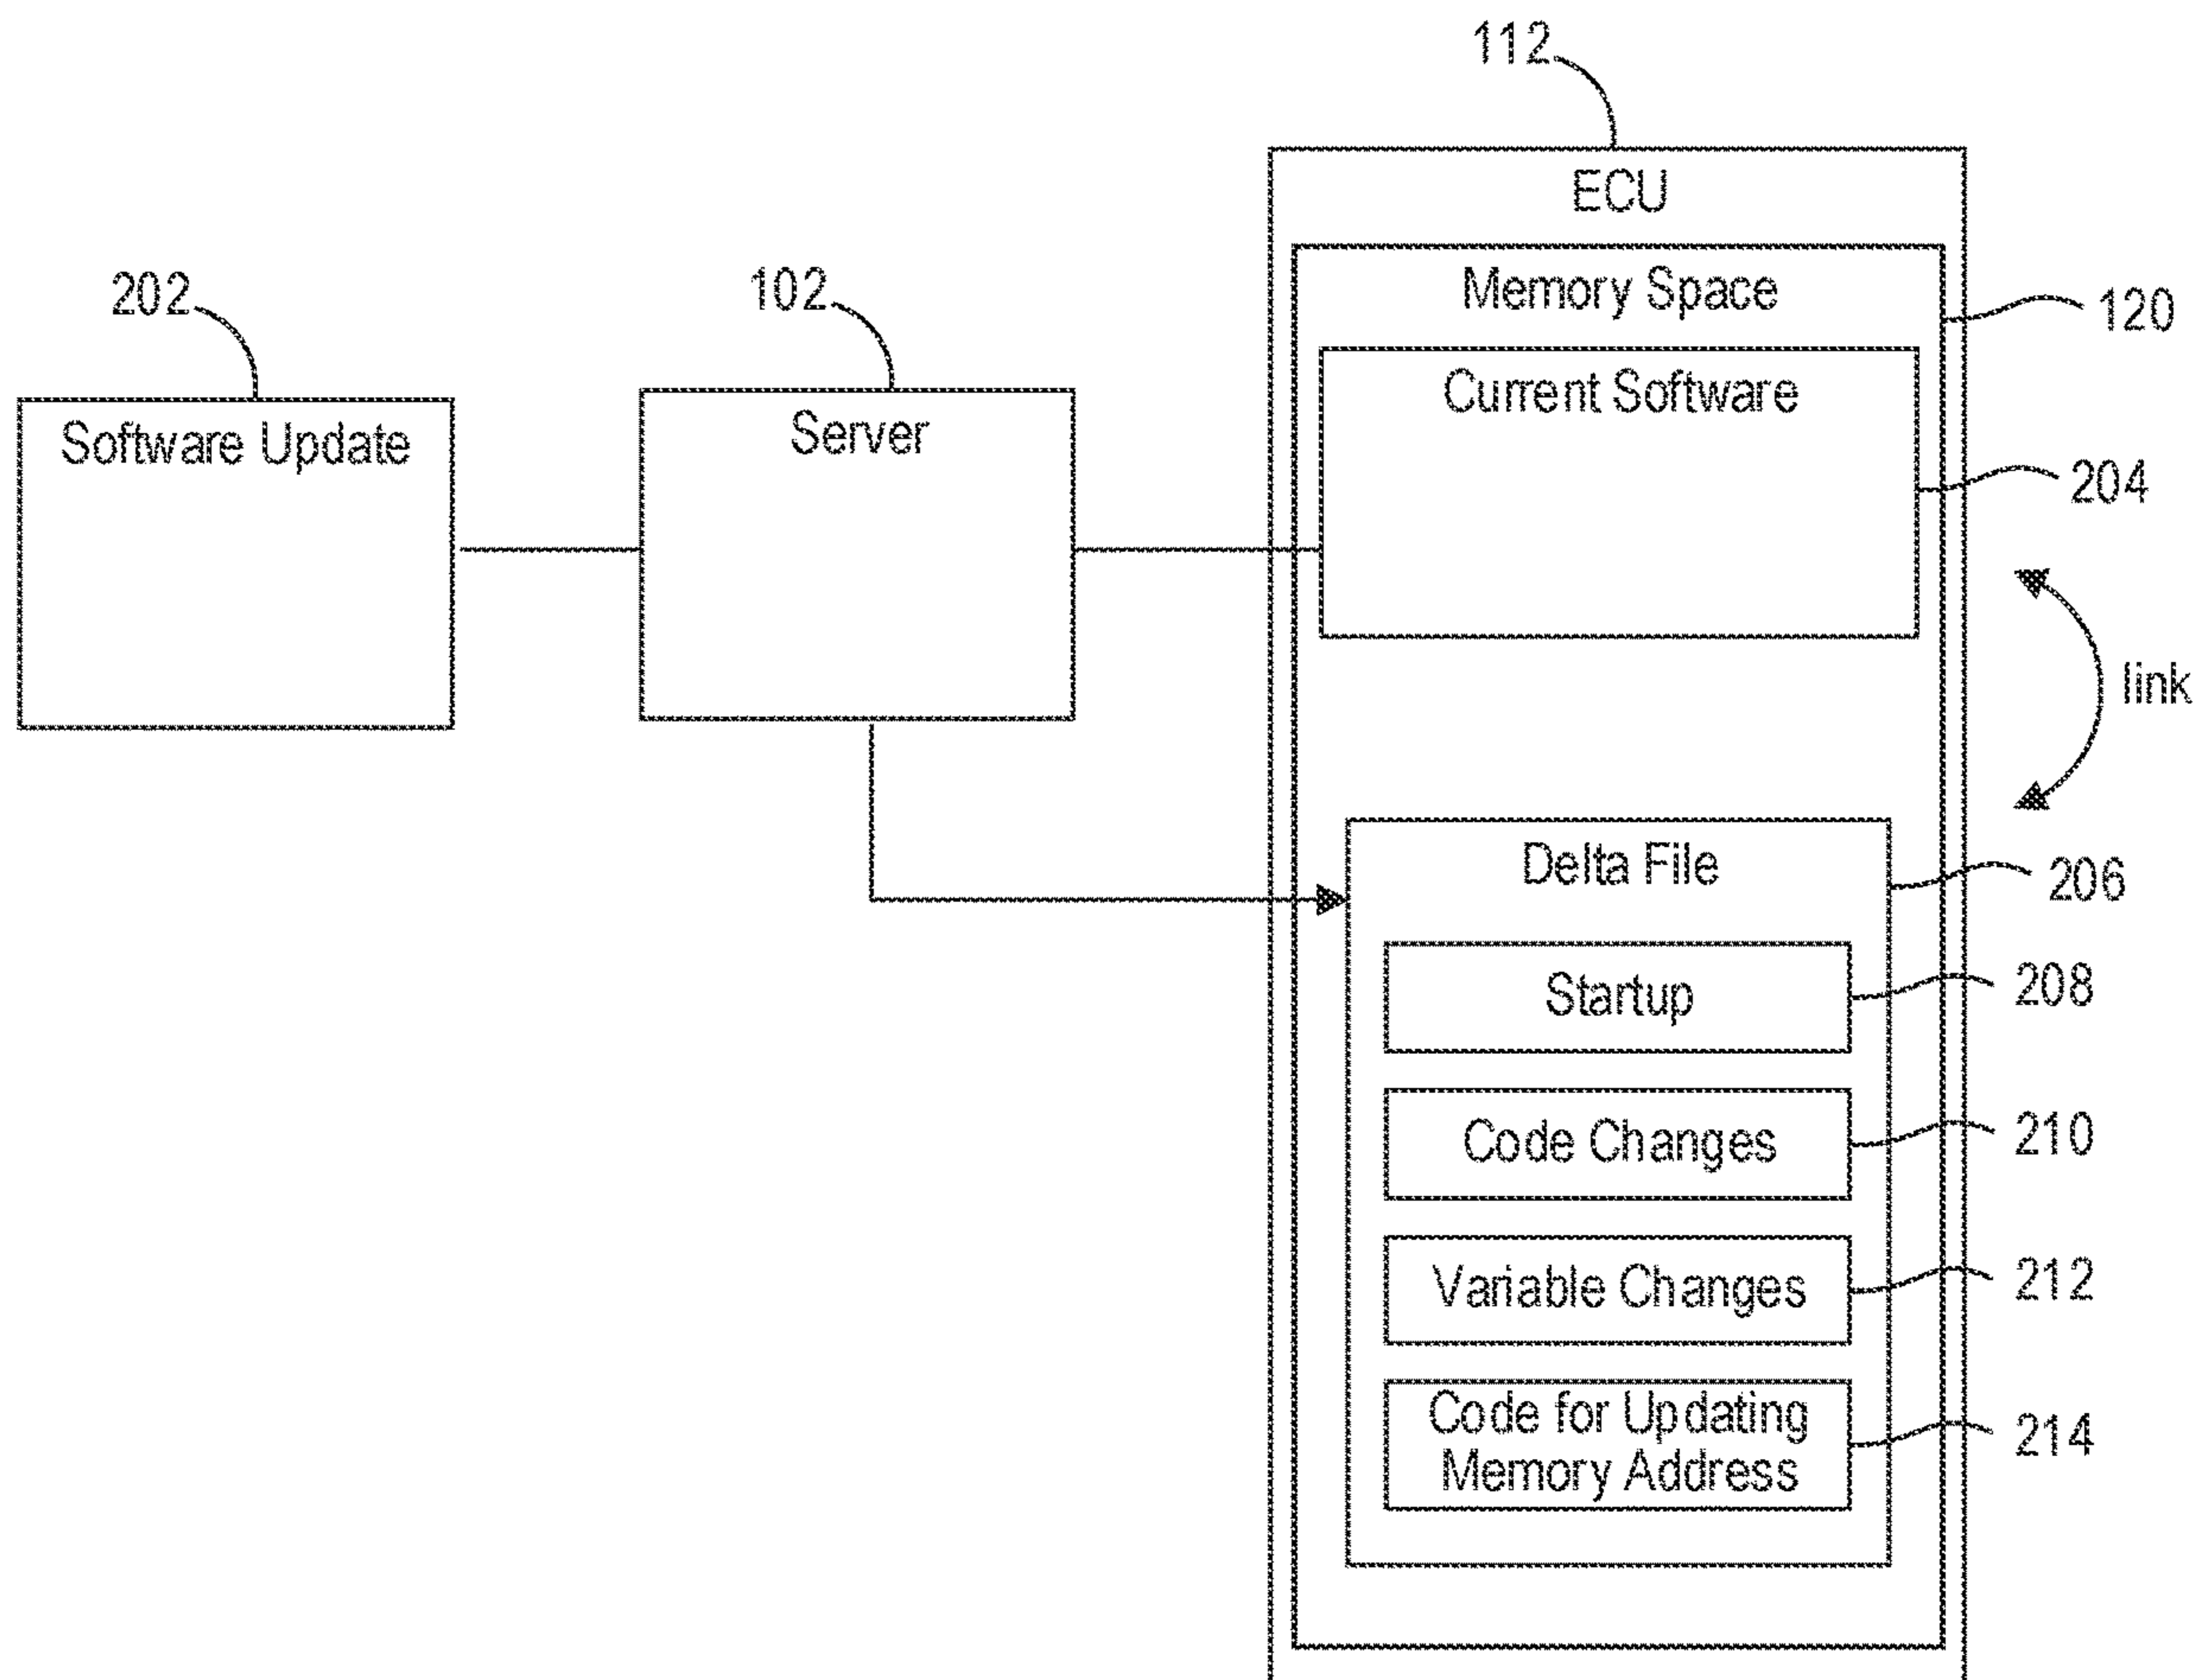 112
ECU
Memory Space
120
202
102
Current Software
Software Update
Server
204
link
Delta File
206
Startup
208
Code Changes
210
Variable Changes
212
Code for Updating
Memory Address
214